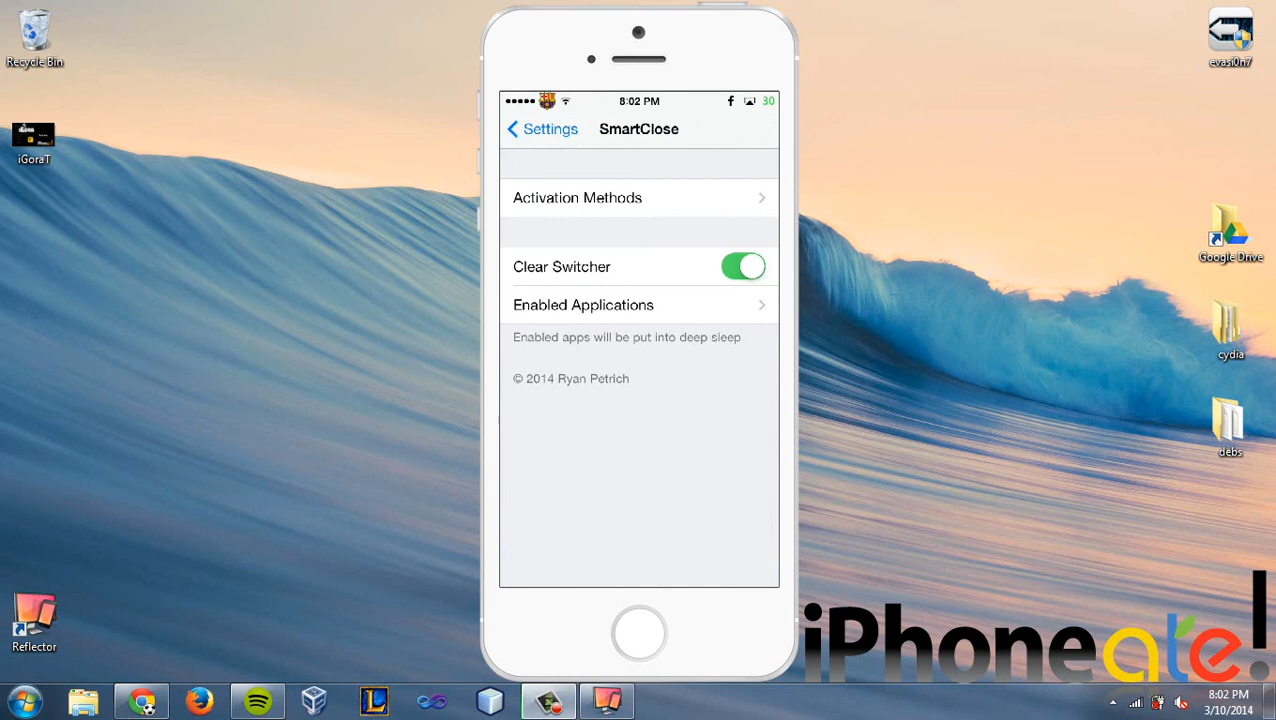 Recycle Bin
iGoraT
Reflector
8:02 PM
30
Settings
SmartClose
Activation Methods
Clear Switcher
Enabled Applications
Enabled apps will be put into deep sleep
© 2014 Ryan Petrich
evasi0n7
Google Drive
cydia
debs
iPhoneate!
8:02 PM
3/10/2014